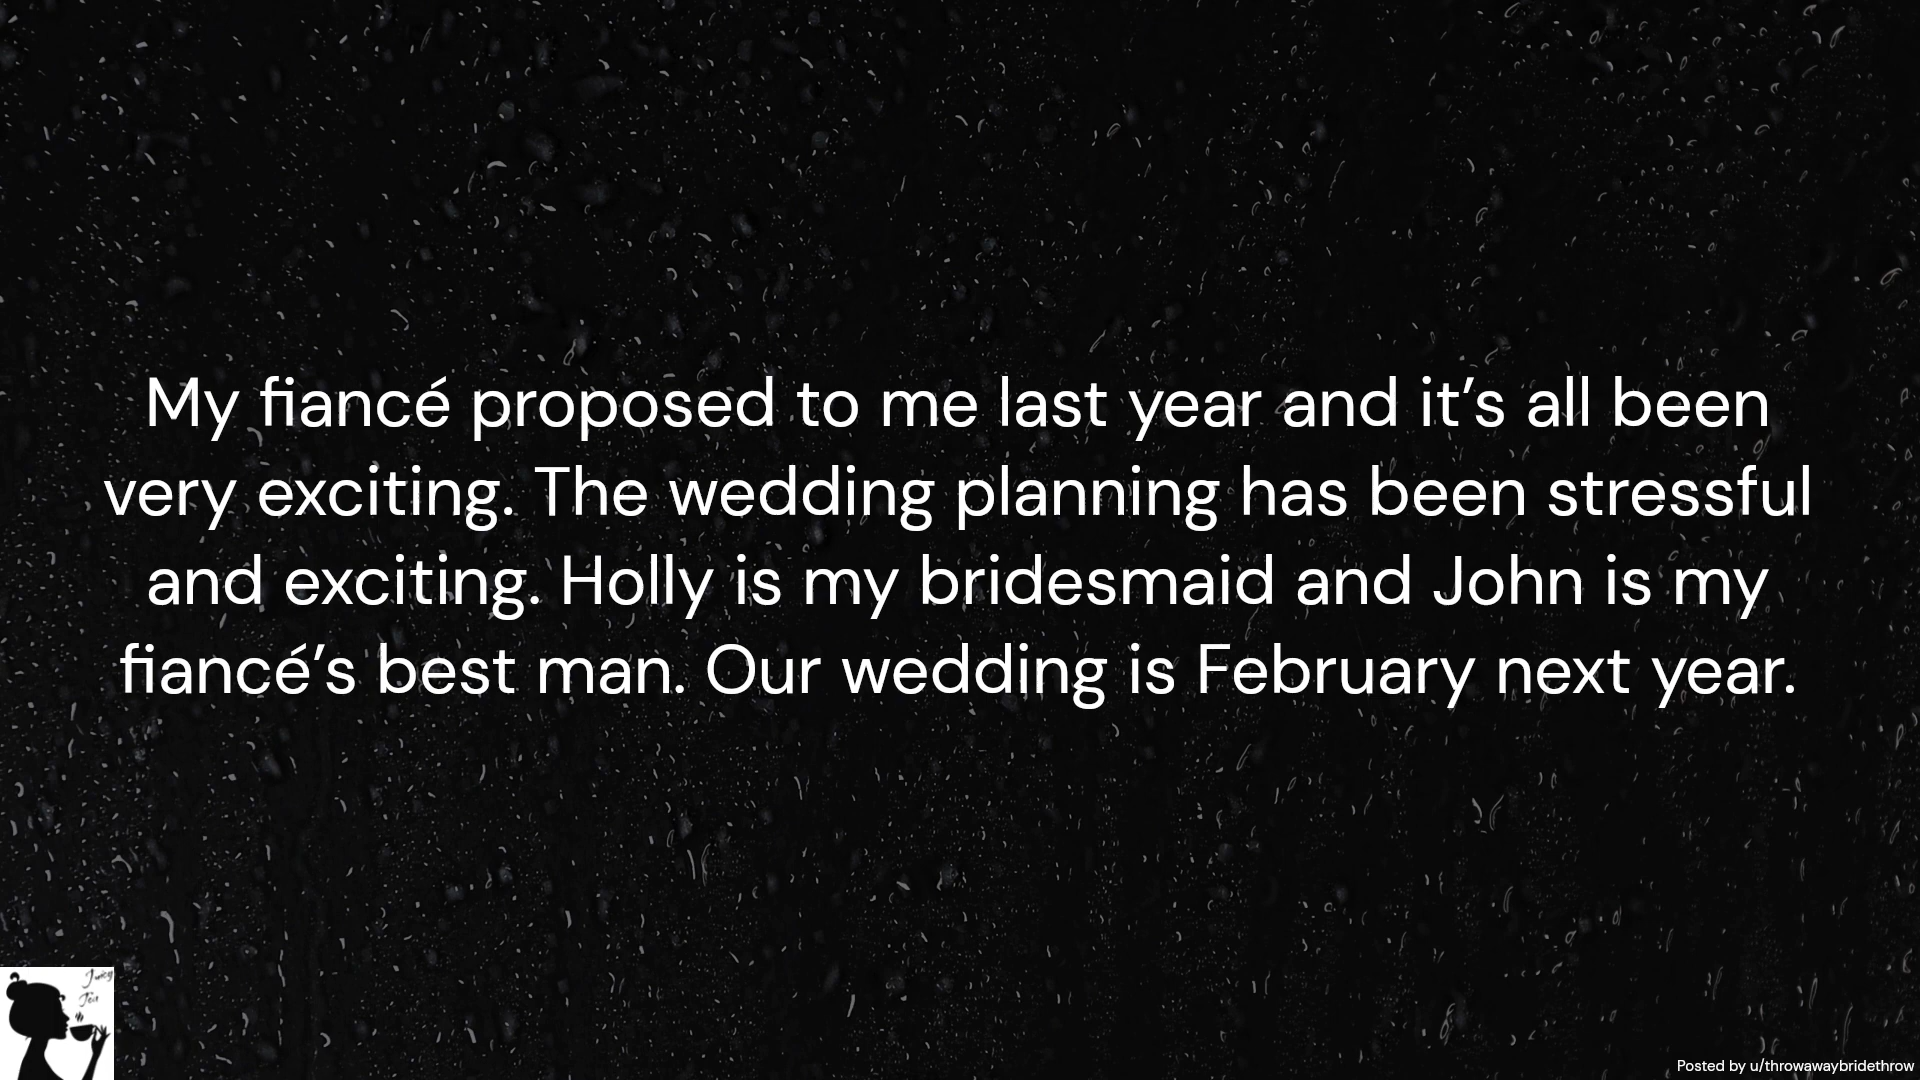 My fiancé proposed to me last year and it’s all been
very exciting. The wedding planning has been stressful
and exciting. Holly is my bridesmaid and John is my
fiancé’s best man. Our wedding is February next year.
Juicy
Tea
Posted by u/throwawaybridethrow